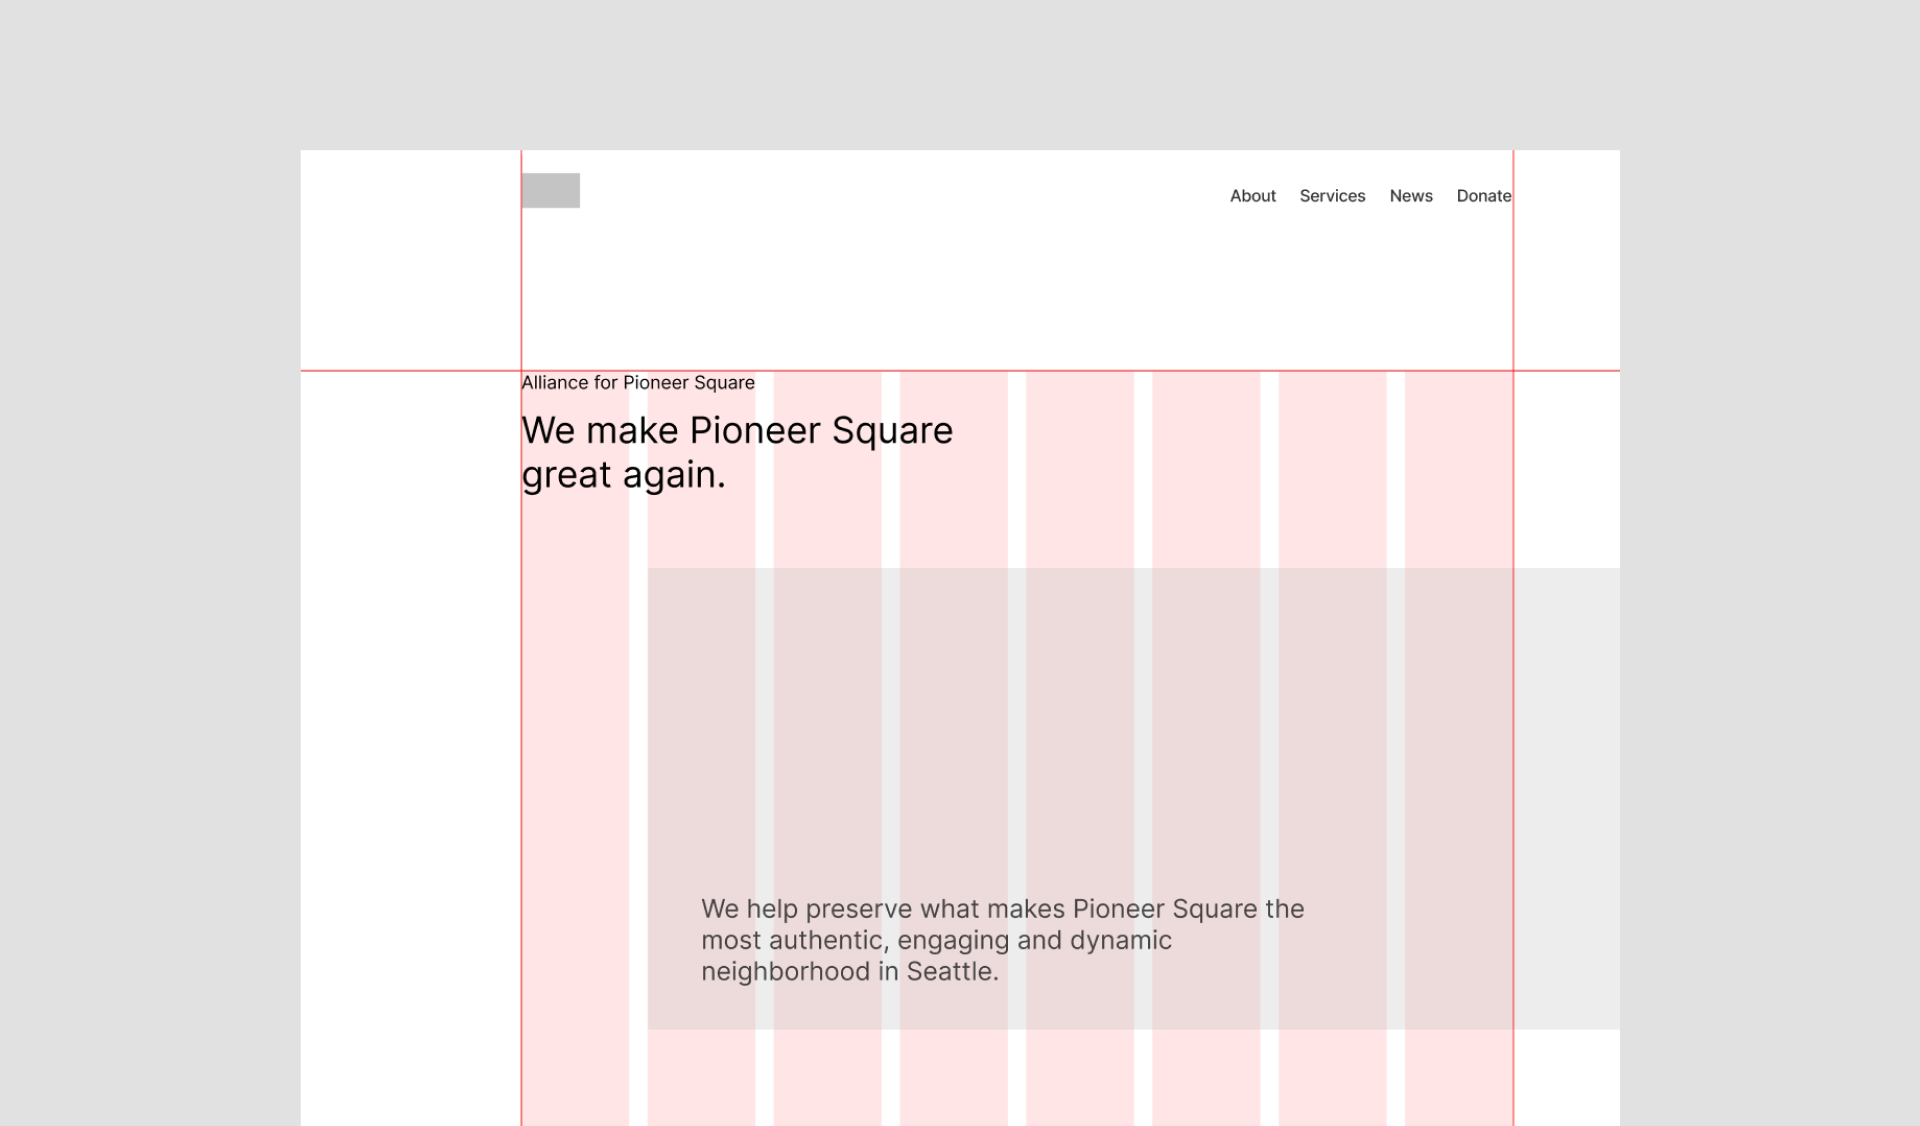 About Services News Donate
Alliance for Pioneer Square
We make Pioneer Square
great again.
We help preserve what makes Pioneer Square the
most authentic, engaging and dynamic
neighborhood in Seattle.